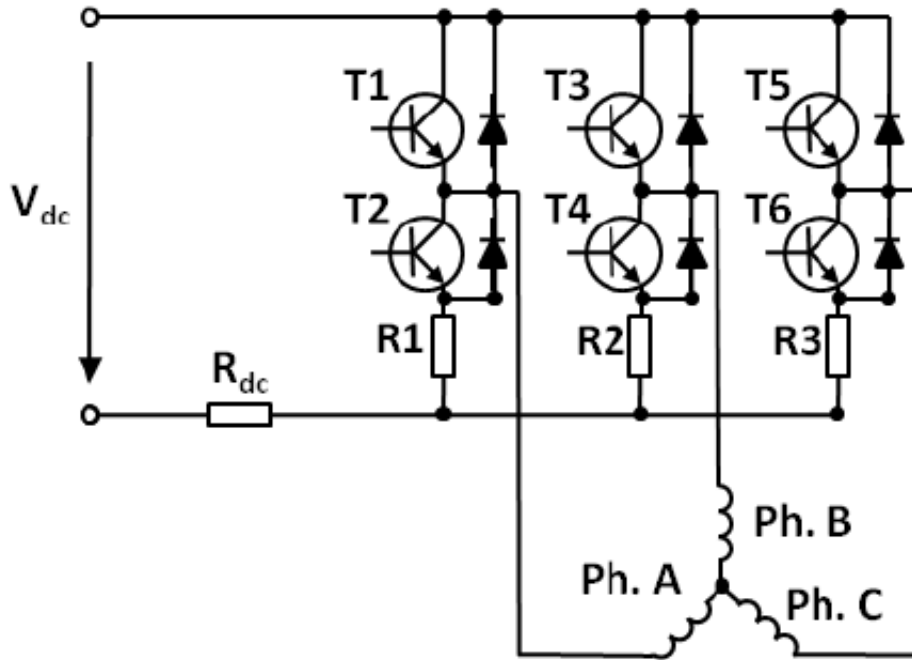 T1
T3
T5
V_dc
T2
T4
T6
R1
R2
R3
R_dc
Ph. B
Ph. A
Ph. C